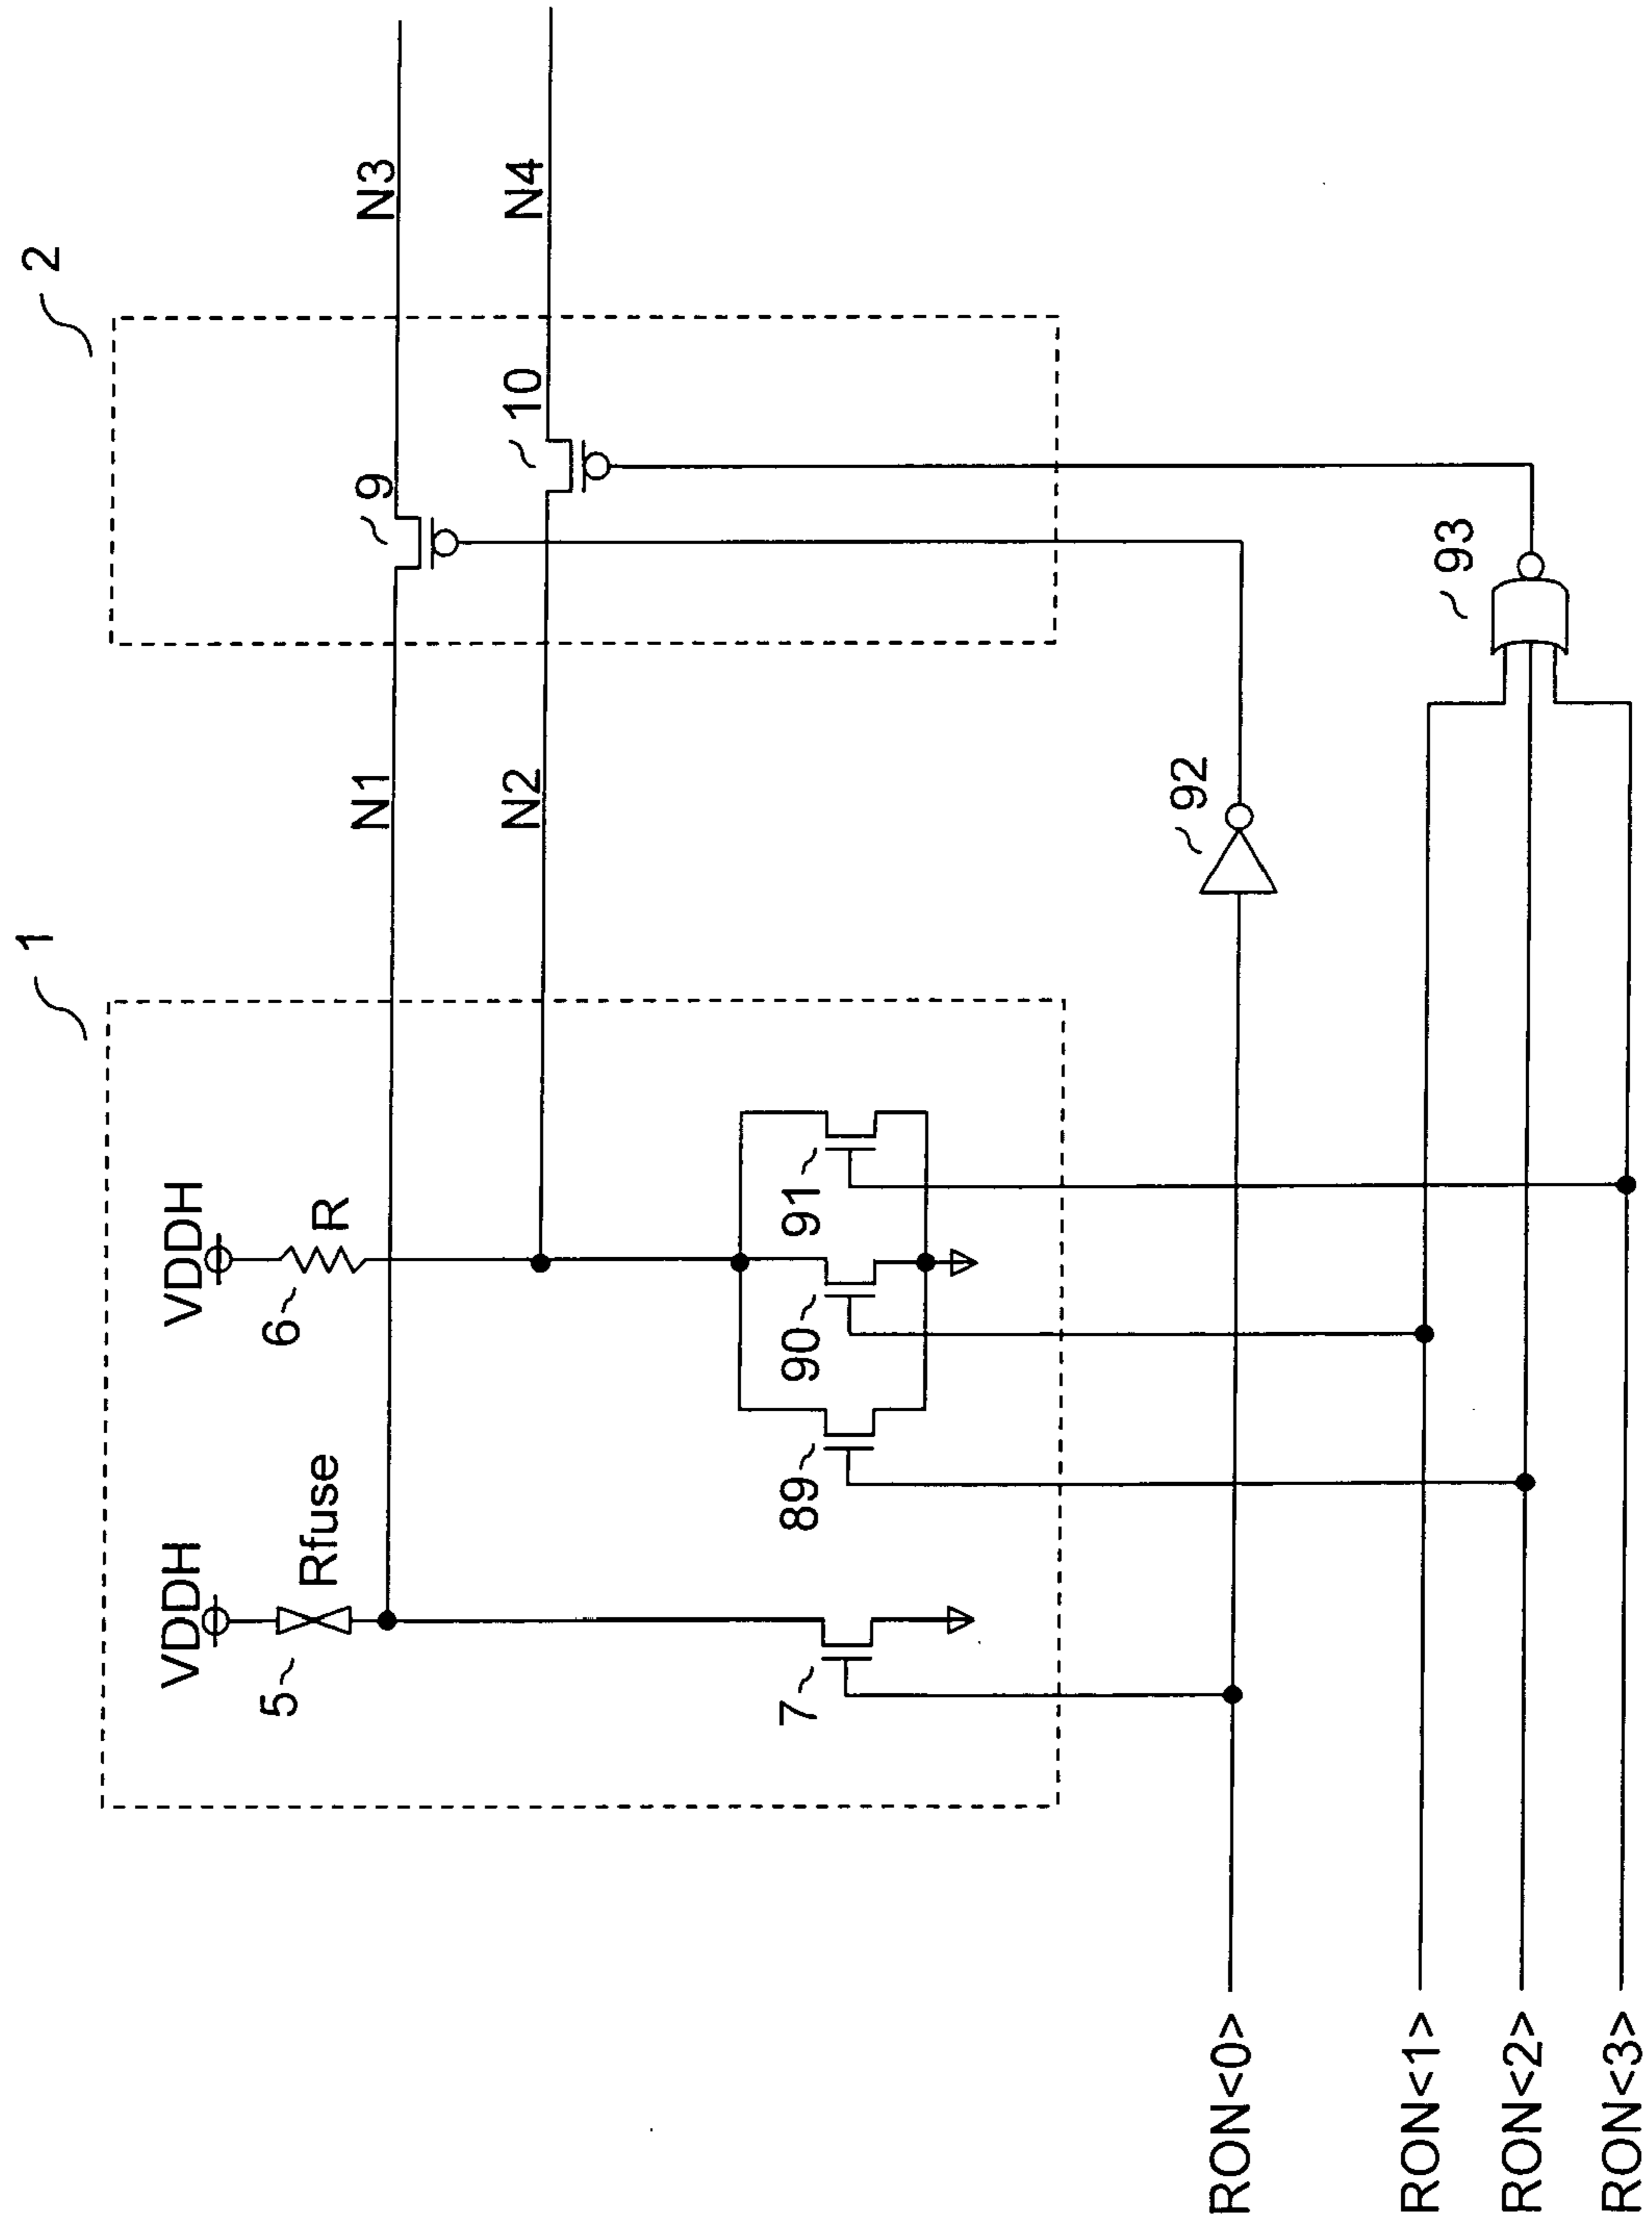 1
2
VDDH
VDDH
5
Rfuse
6
R
N1
N3
9
N2
N4
10
7
89
90
91
92
93
RON<0>
RON<1>
RON<2>
RON<3>